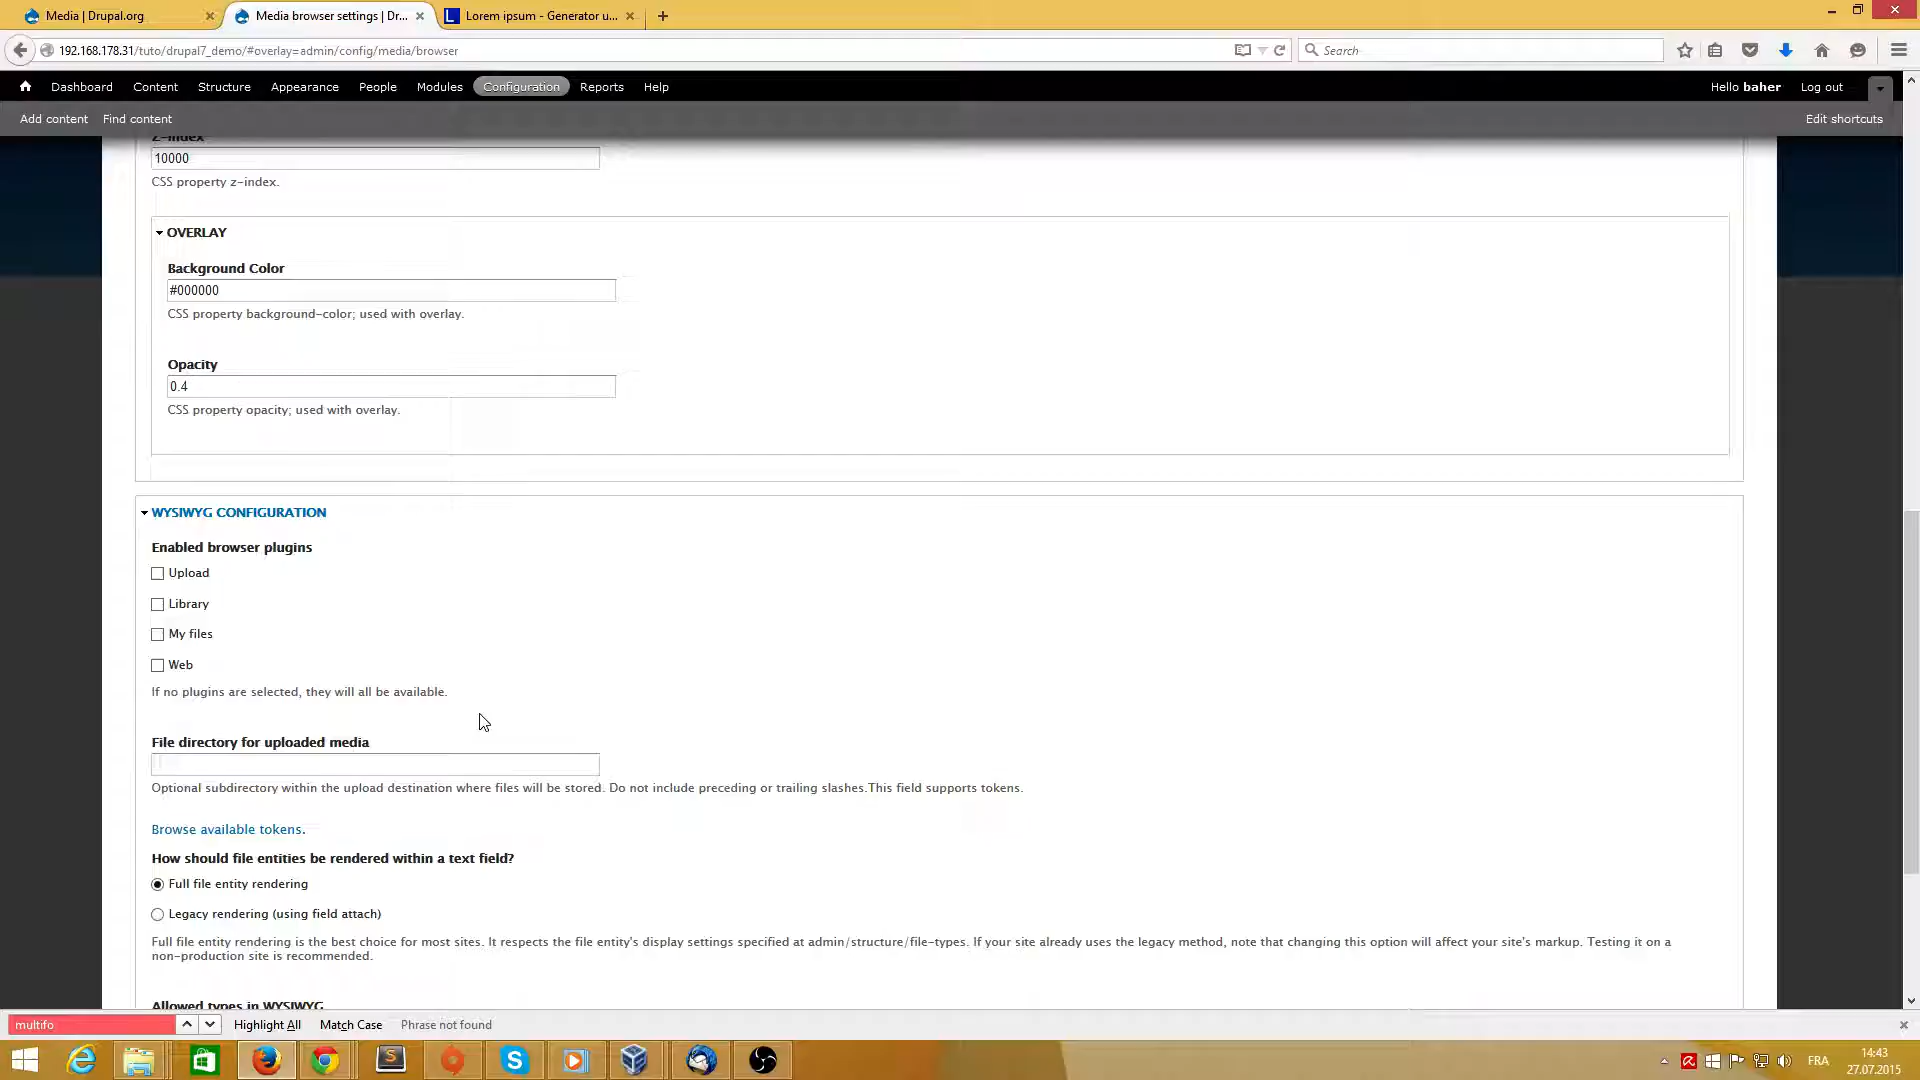 Media | Drupal.org
Media browser settings | Dr...
Lorem ipsum - Generator u...
192.168.178.31/tuto/drupal7_demo/#overlay=admin/config/media/browser
Search
Dashboard Content Structure Appearance People Modules Configuration Reports Help
Hello baher Log out
Add content Find content
Edit shortcuts
Z-index
10000
CSS property z-index.
OVERLAY
Background Color
#000000
CSS property background-color; used with overlay.
Opacity
0.4
CSS property opacity; used with overlay.
WYSIWYG CONFIGURATION
Enabled browser plugins
Upload
Library
My files
Web
If no plugins are selected, they will all be available.
File directory for uploaded media
Optional subdirectory within the upload destination where files will be stored. Do not include preceding or trailing slashes.This field supports tokens.
Browse available tokens.
How should file entities be rendered within a text field?
Full file entity rendering
Legacy rendering (using field attach)
Full file entity rendering is the best choice for most sites. It respects the file entity's display settings specified at admin/structure/file-types. If your site already uses the legacy method, note that changing this option will affect your site's markup. Testing it on a
non-production site is recommended.
Allowed types in WYSIWYG
multifo
Highlight All Match Case Phrase not found
FRA
14:43
27.07.2015